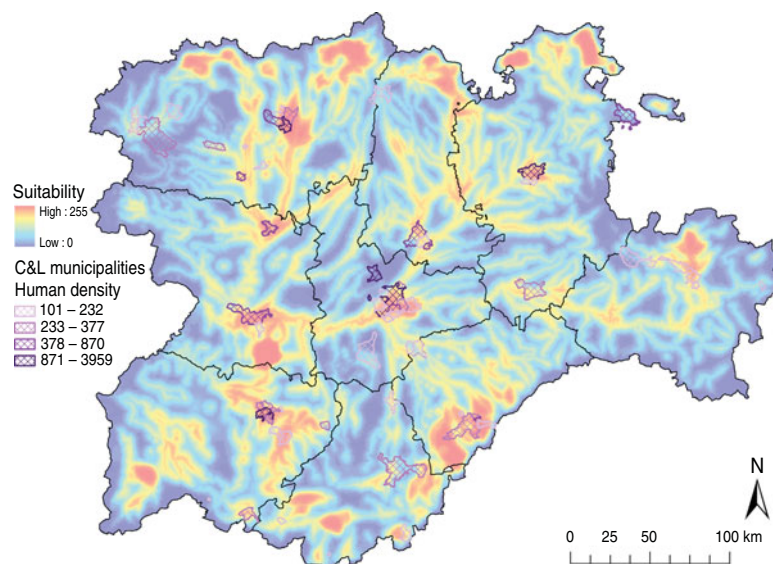 Suitability
High : 255
Low : 0
C&L municipalities
Human density
101 – 232
233 – 377
378 – 870
871 – 3959
N
0 25 50 75 100 km